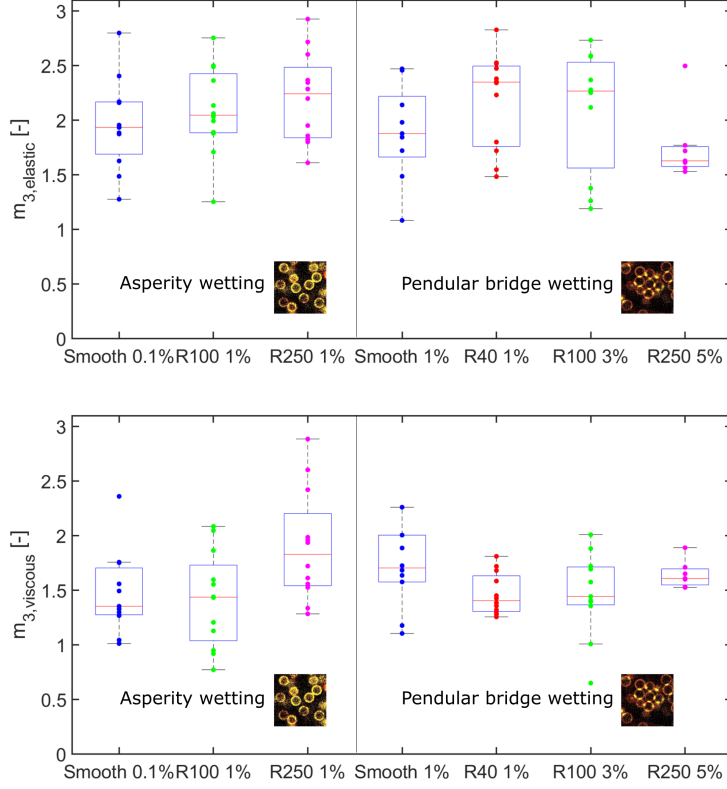 3
2.5
2
1.5
1
0.5
0
m3,elastic [-]
Asperity wetting
Pendular bridge wetting
Smooth 0.1% R100 1% R250 1% Smooth 1% R40 1% R100 3% R250 5%
3
2.5
2
1.5
1
0.5
0
m3,viscous [-]
Asperity wetting
Pendular bridge wetting
Smooth 0.1% R100 1% R250 1% Smooth 1% R40 1% R100 3% R250 5%